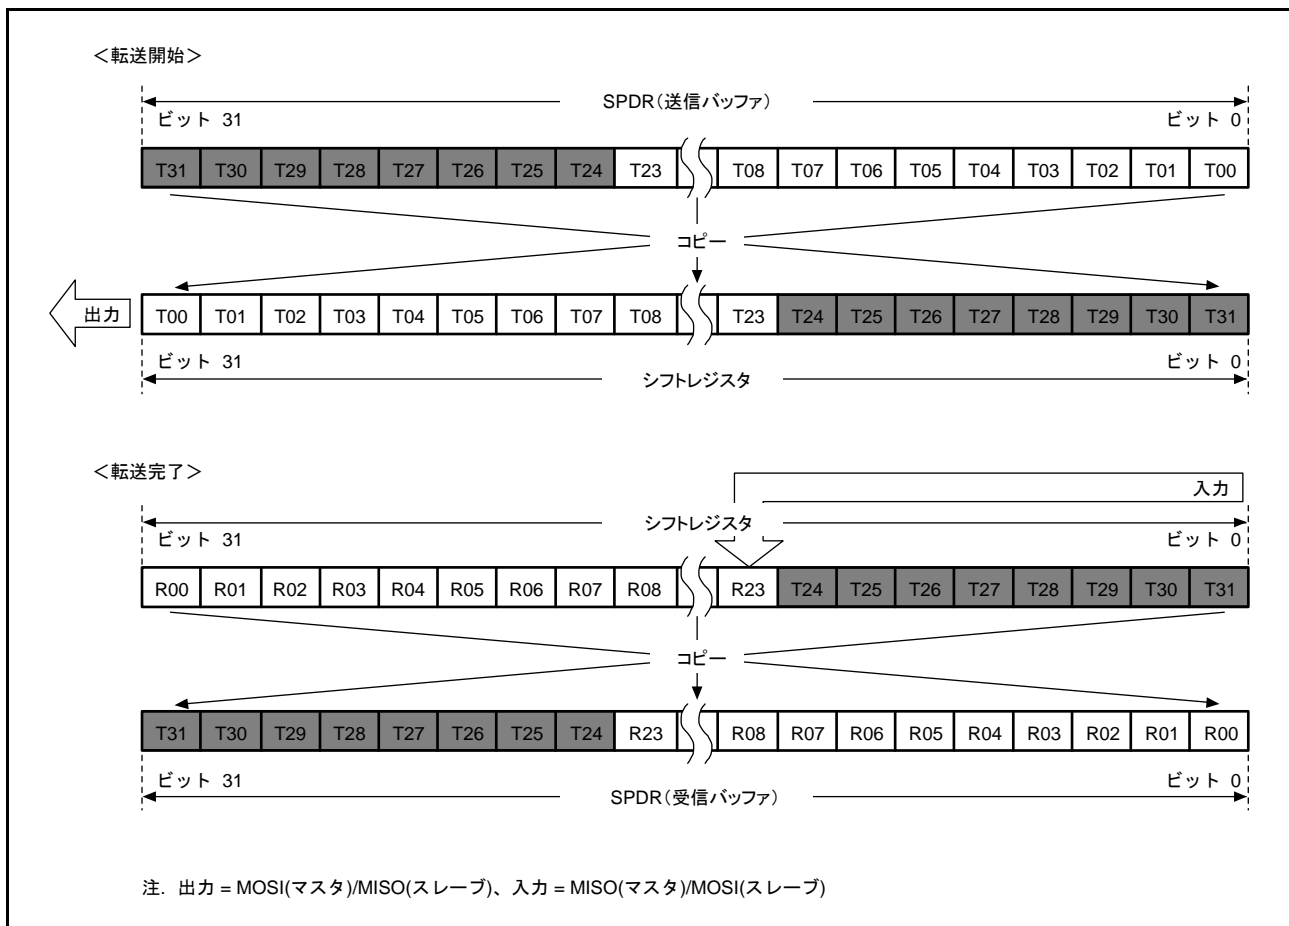 ＜転送開始＞
SPDR（送信バッファ）
ビット 31 ビット 0
T31 T30 T29 T28 T27 T26 T25 T24 T23 T08 T07 T06 T05 T04 T03 T02 T01 T00
コピー
出力 T00 T01 T02 T03 T04 T05 T06 T07 T08 T23 T24 T25 T26 T27 T28 T29 T30 T31
ビット 31 ビット 0
シフトレジスタ
＜転送完了＞
入力
シフトレジスタ
ビット 31 ビット 0
R00 R01 R02 R03 R04 R05 R06 R07 R08 R23 T24 T25 T26 T27 T28 T29 T30 T31
コピー
T31 T30 T29 T28 T27 T26 T25 T24 R23 R08 R07 R06 R05 R04 R03 R02 R01 R00
ビット 31 ビット 0
SPDR（受信バッファ）
注. 出力 = MOSI(マスタ)/MISO(スレーブ)、入力 = MISO(マスタ)/MOSI(スレーブ)